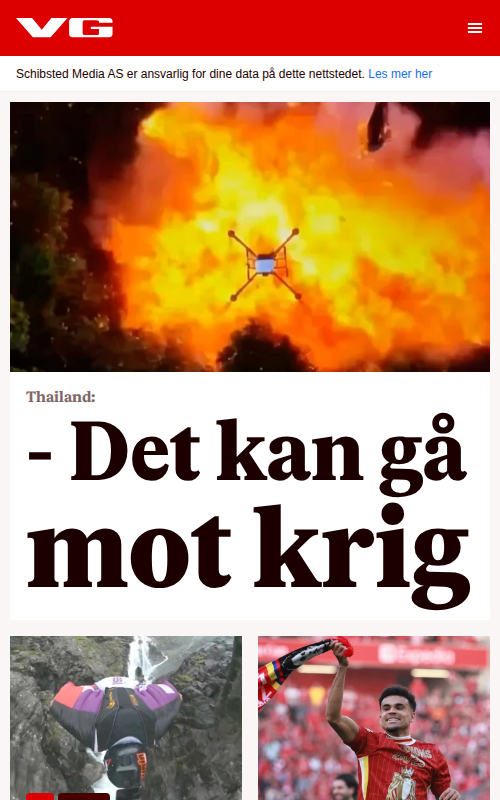 VG
Schibsted Media AS er ansvarlig for dine data på dette nettstedet. Les mer her
Thailand:
- Det kan gå
mot krig
Expedia